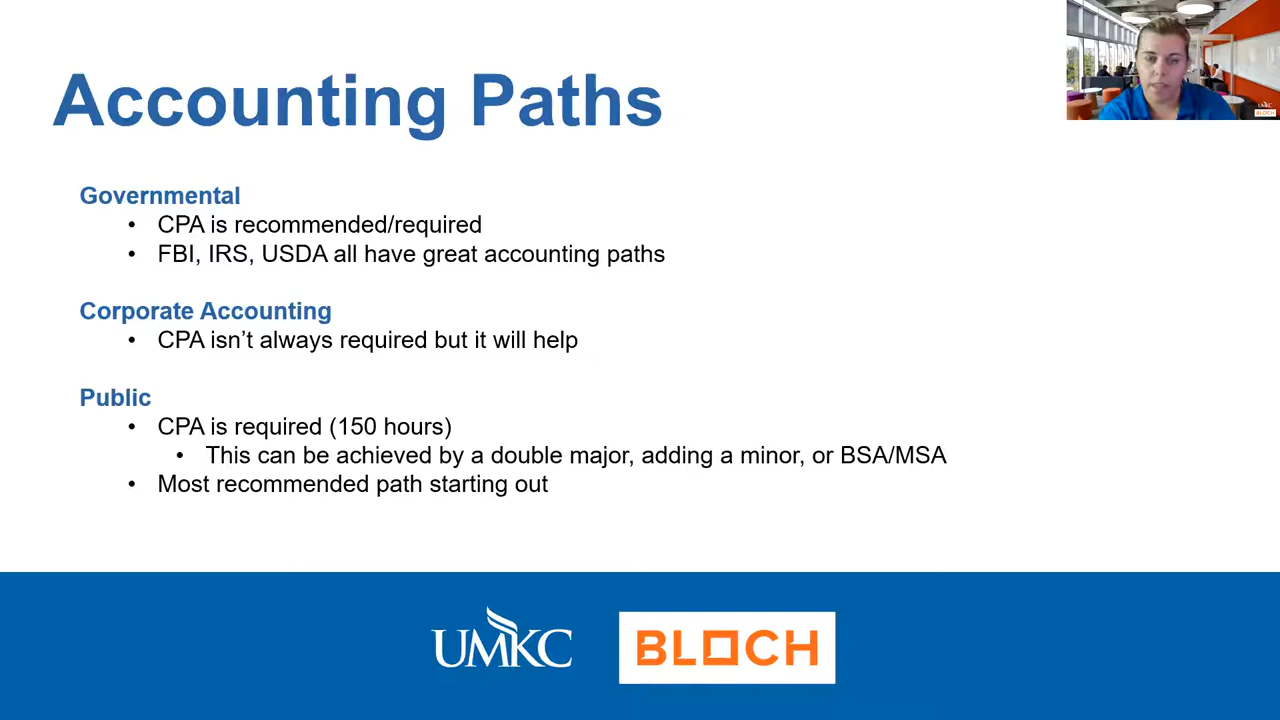 Accounting Paths
Governmental
• CPA is recommended/required
• FBI, IRS, USDA all have great accounting paths
Corporate Accounting
• CPA isn’t always required but it will help
Public
• CPA is required (150 hours)
• This can be achieved by a double major, adding a minor, or BSA/MSA
• Most recommended path starting out
UMKC
BLOCH
UMKC
BLOCH